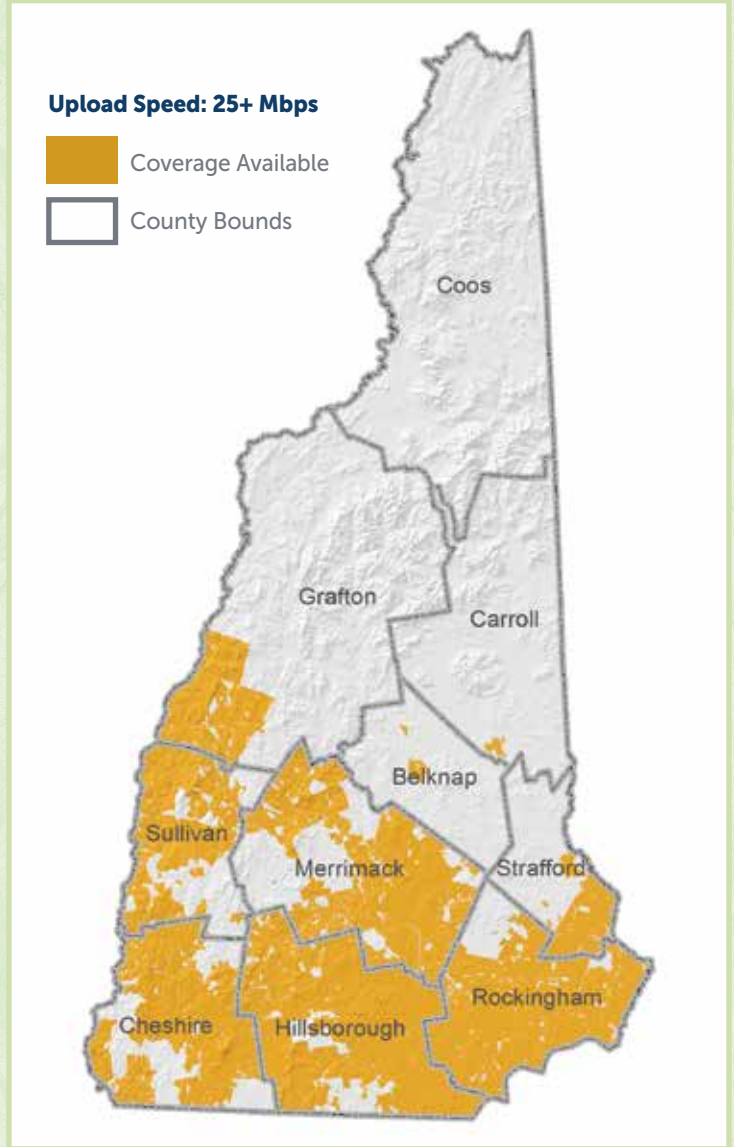 Upload Speed: 25+ Mbps
Coverage Available
County Bounds
Coos
Grafton
Carroll
Belknap
Sullivan
Merrimack
Strafford
Rockingham
Cheshire
Hillsborough